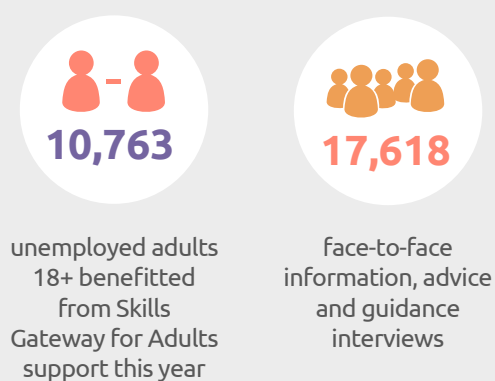 10,763
unemployed adults
18+ benefitted
from Skills
Gateway for Adults
support this year
17,618
face-to-face
information, advice
and guidance
interviews